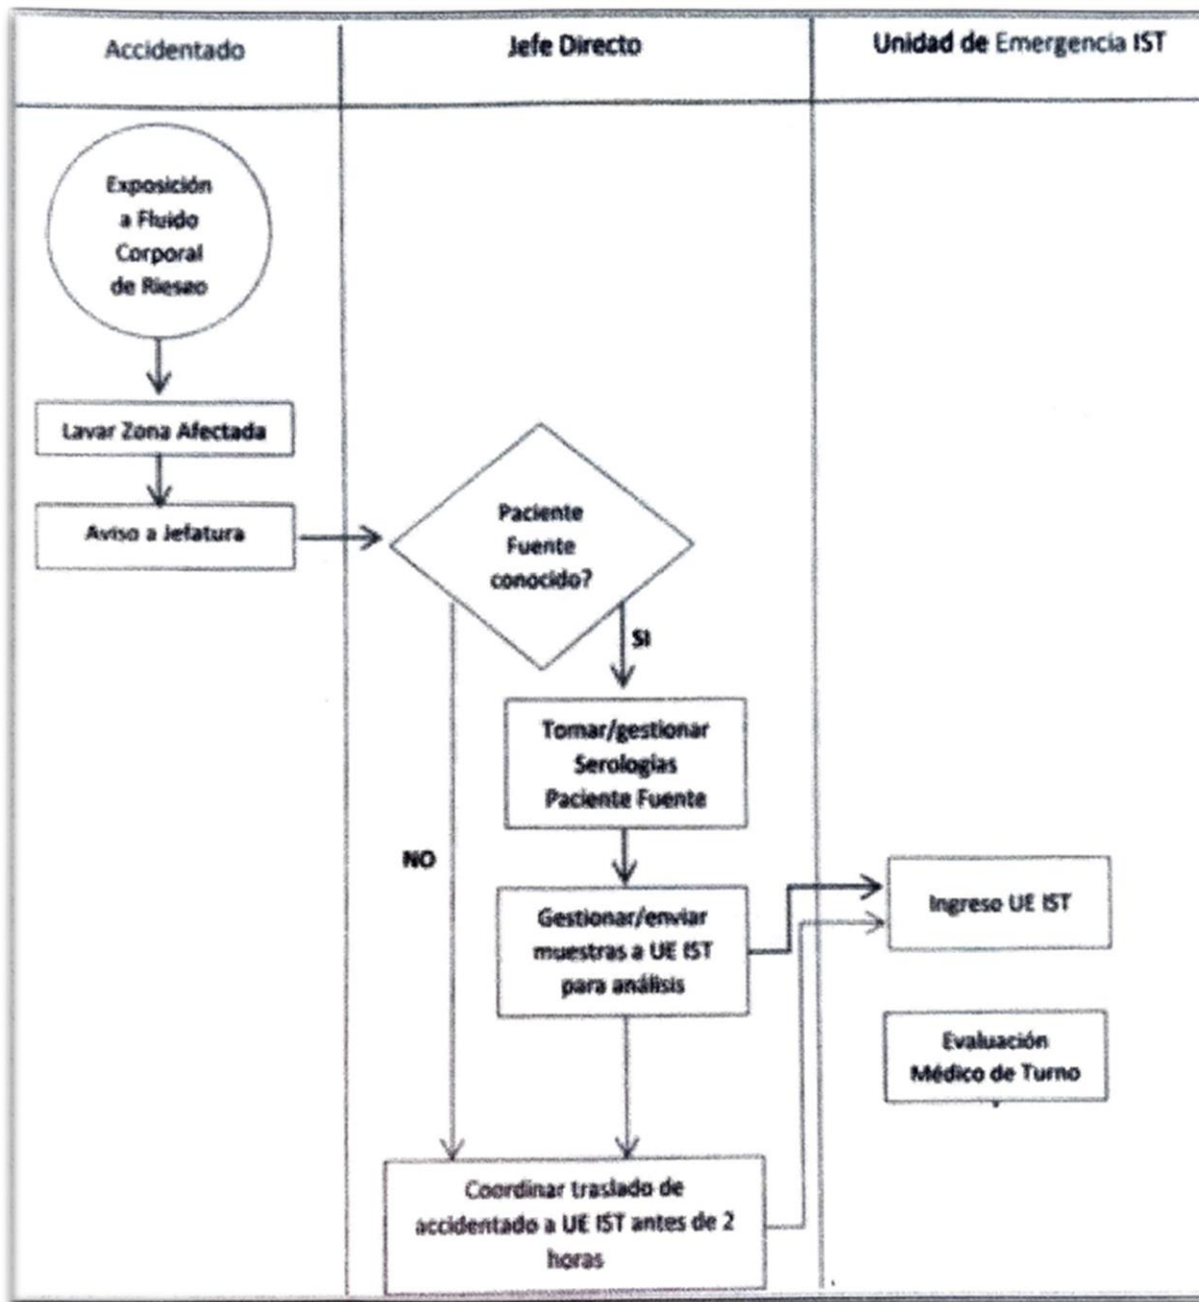 Accidentado
Jefe Directo
Unidad de Emergencia IST
Exposición
a Fluido
Corporal
de Riesgo
Lavar Zona Afectada
Aviso a Jefatura
Paciente
Fuente
conocido?
SI
Tomar/gestionar
Serologías
Paciente Fuente
NO
Gestionar/enviar
muestras a UE IST
para análisis
Ingreso UE IST
Evaluación
Médico de Turno
Coordinar traslado de
accidentado a UE IST antes de 2
horas